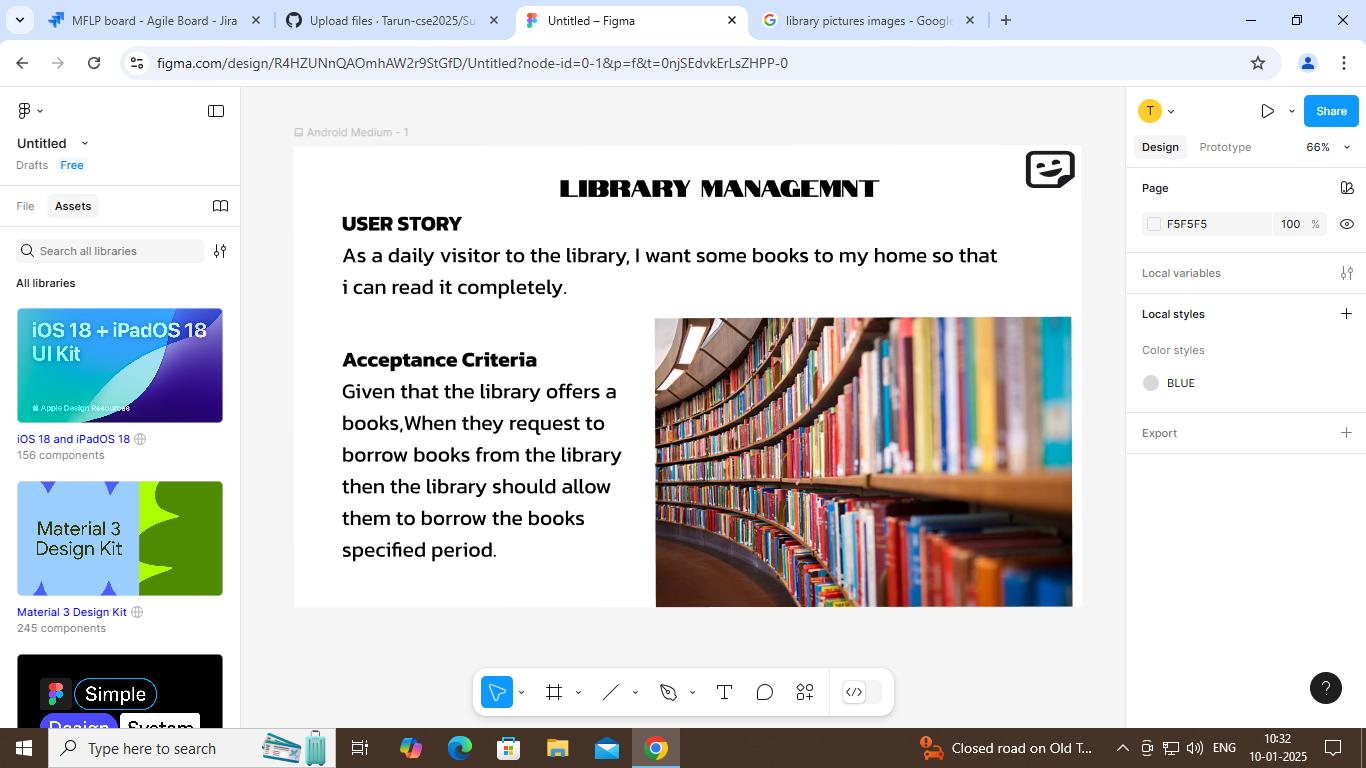 MFLP board - Agile Board - Jira
Upload files · Tarun-cse2025/Su
Untitled – Figma
library pictures images - Google
figma.com/design/R4HZUNnQAOmhAW2r9StGfD/Untitled?node-id=0-1&p=f&t=0njSEdvkErLsZHPP-0
Untitled
Drafts Free
File Assets
Search all libraries
All libraries
iOS 18 + iPadOS 18
UI Kit
Apple Design Resources
iOS 18 and iPadOS 18
156 components
Material 3
Design Kit
Material 3 Design Kit
245 components
Simple
Design System
Android Medium - 1
LIBRARY MANAGEMNT
USER STORY
As a daily visitor to the library, I want some books to my home so that
i can read it completely.
Acceptance Criteria
Given that the library offers a
books,When they request to
borrow books from the library
then the library should allow
them to borrow the books
specified period.
T
Share
Design Prototype 66%
Page
F5F5F5 100 %
Local variables
Local styles
Color styles
BLUE
Export
?
Type here to search
Closed road on Old T...
ENG
10:32
10-01-2025